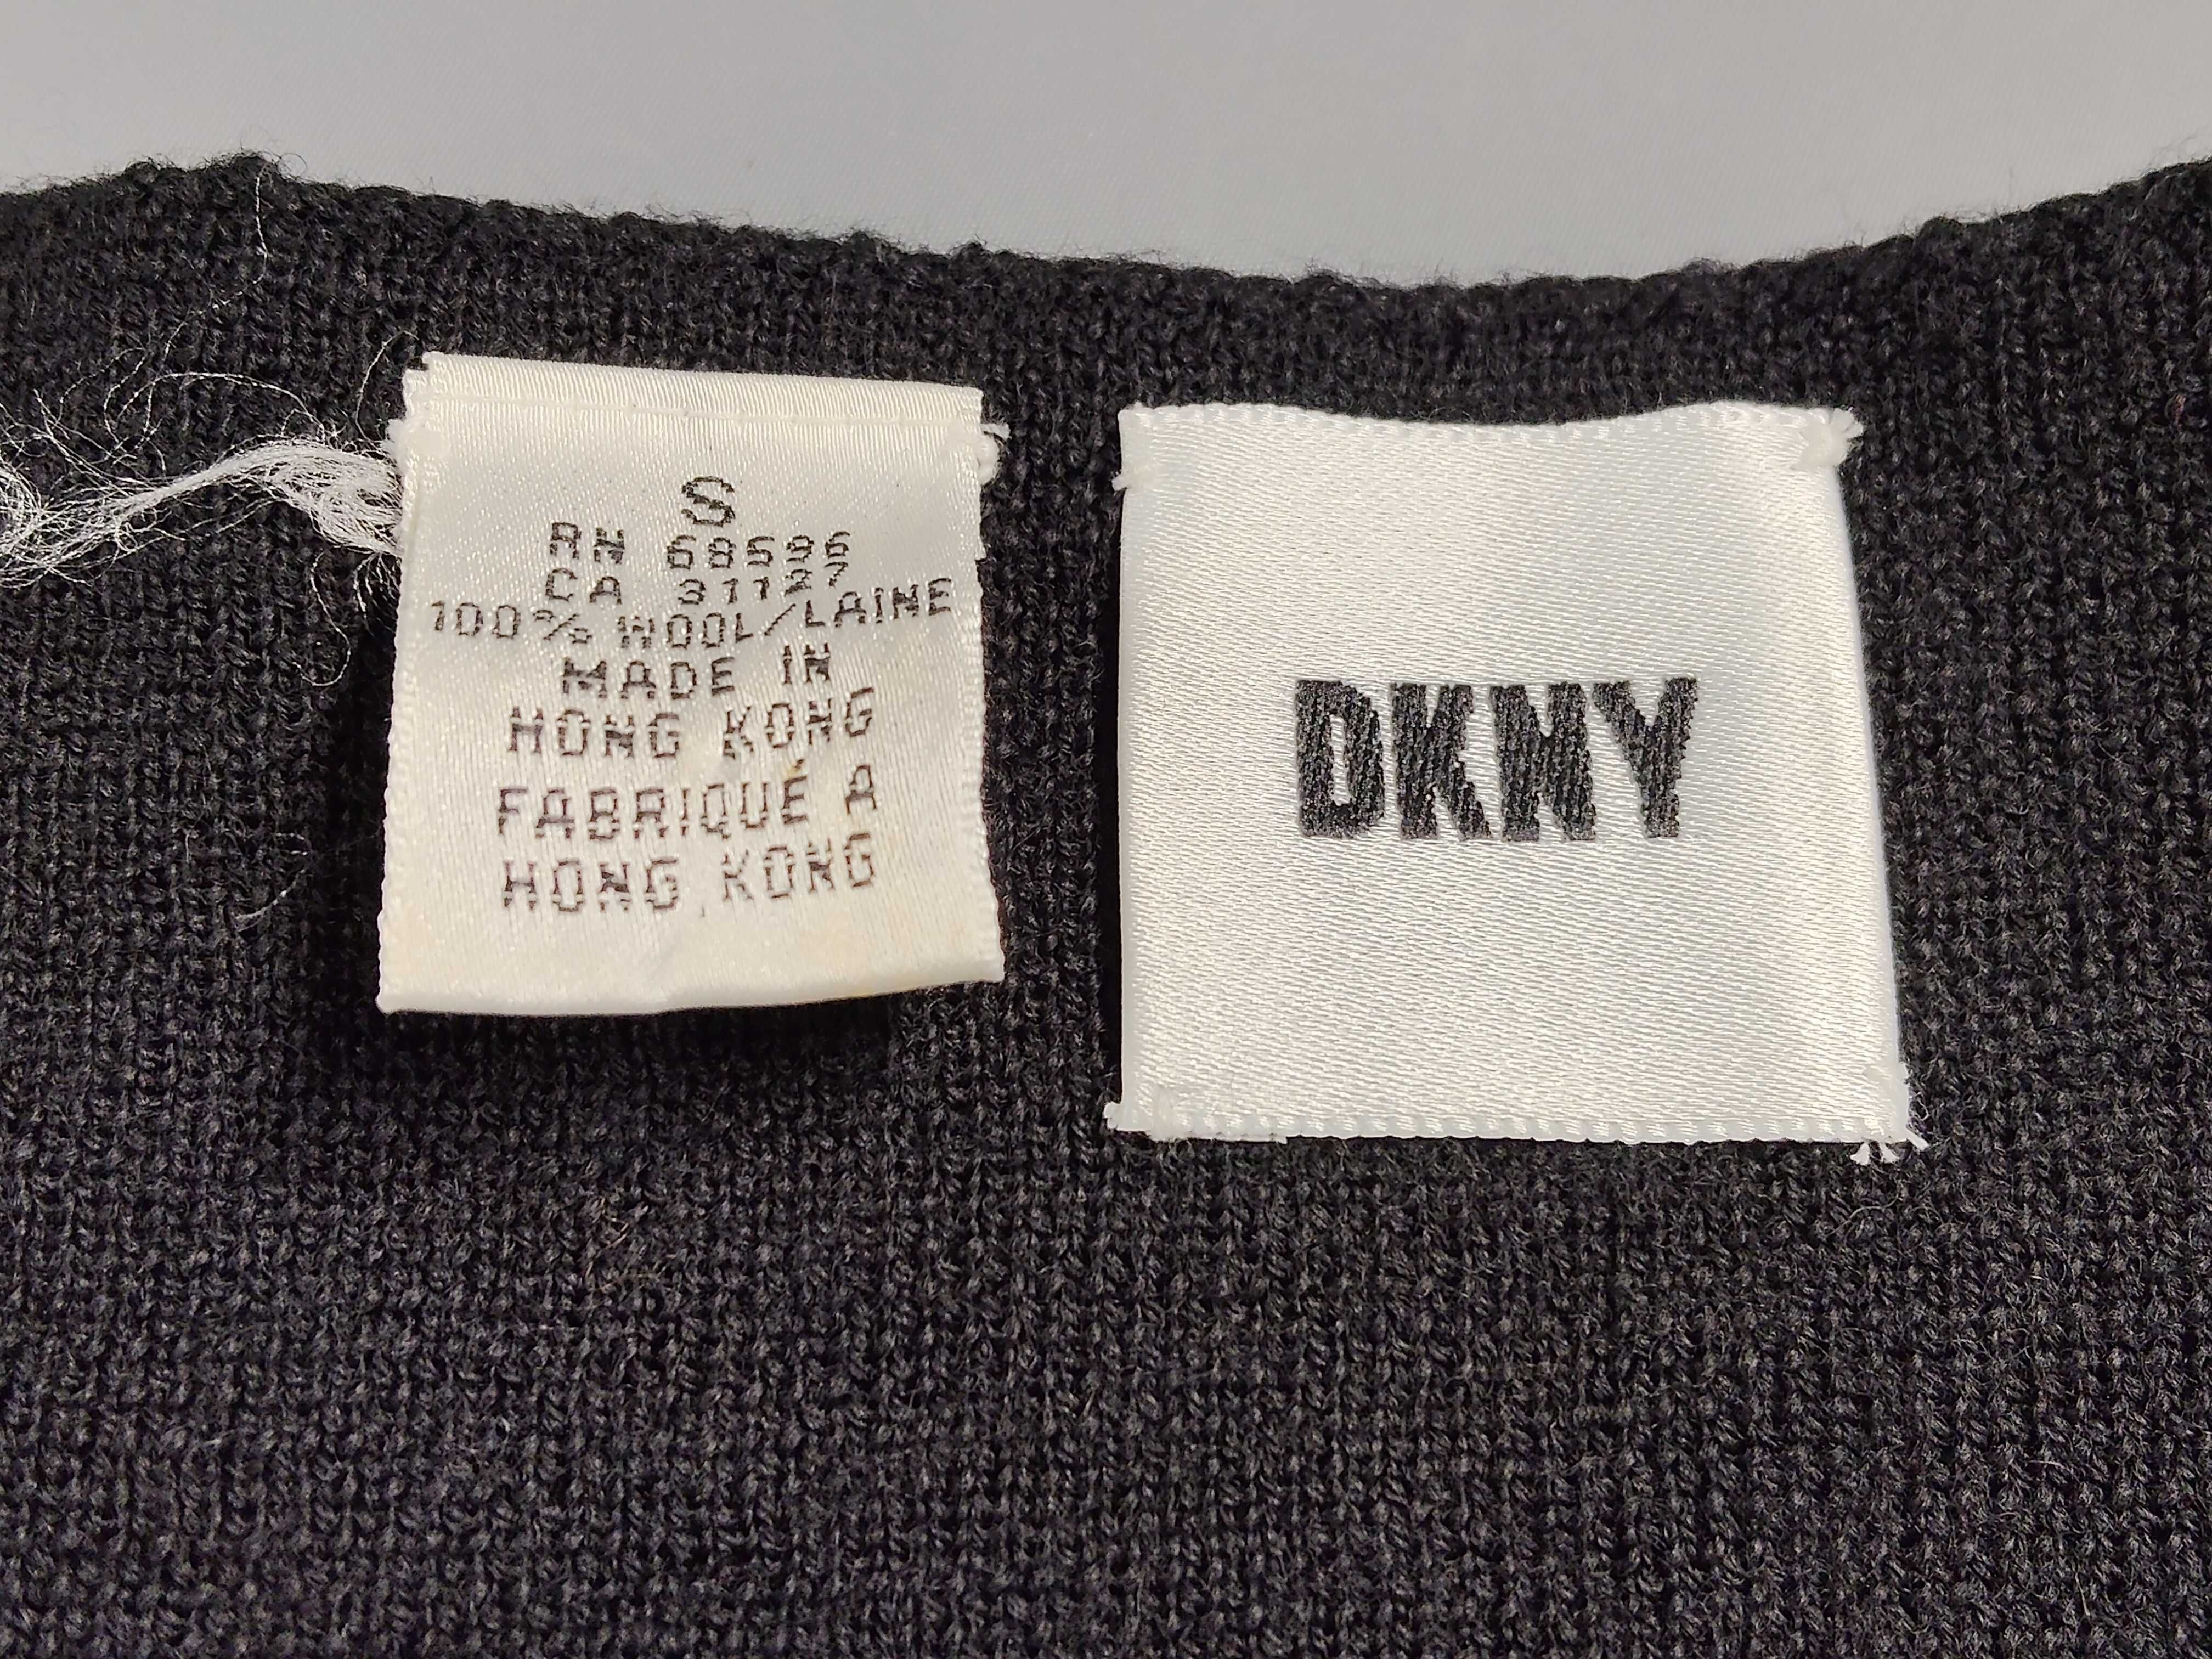 S
RN 68596
CA 31127
100% WOOL/LAINE
MADE IN
HONG KONG
FABRIQUÉ A
HONG KONG
DKNY